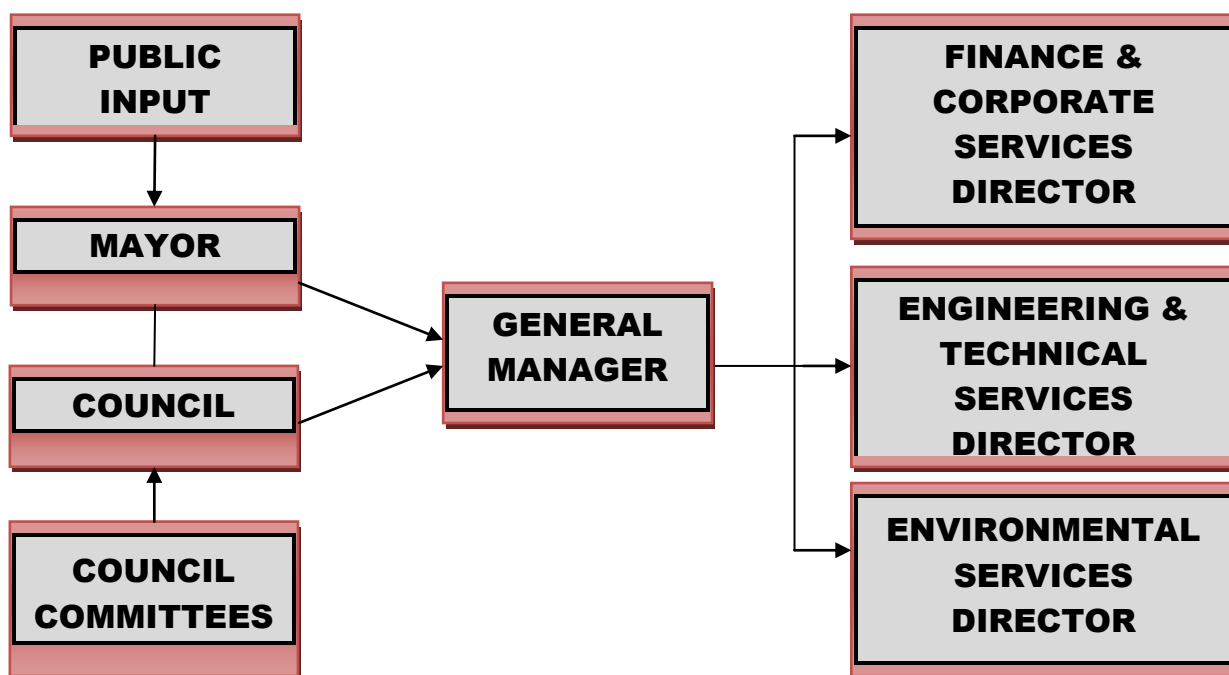 PUBLIC
INPUT
MAYOR
COUNCIL
COUNCIL
COMMITTEES
GENERAL
MANAGER
FINANCE &
CORPORATE
SERVICES
DIRECTOR
ENGINEERING &
TECHNICAL
SERVICES
DIRECTOR
ENVIRONMENTAL
SERVICES
DIRECTOR